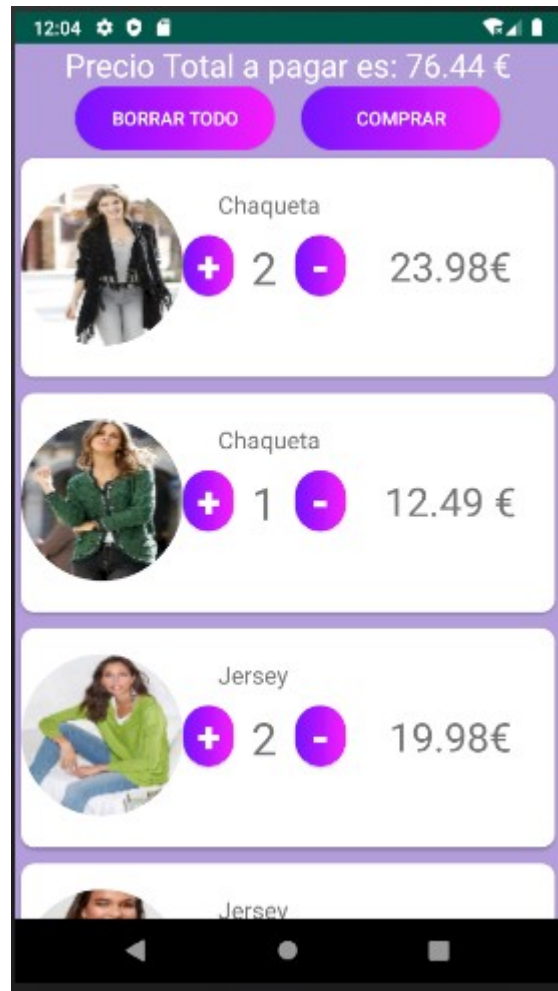 12:04
Precio Total a pagar es: 76.44 €
BORRAR TODO COMPRAR
Chaqueta
+ 2 - 23.98€
Chaqueta
+ 1 - 12.49 €
Jersey
+ 2 - 19.98€
Jersey